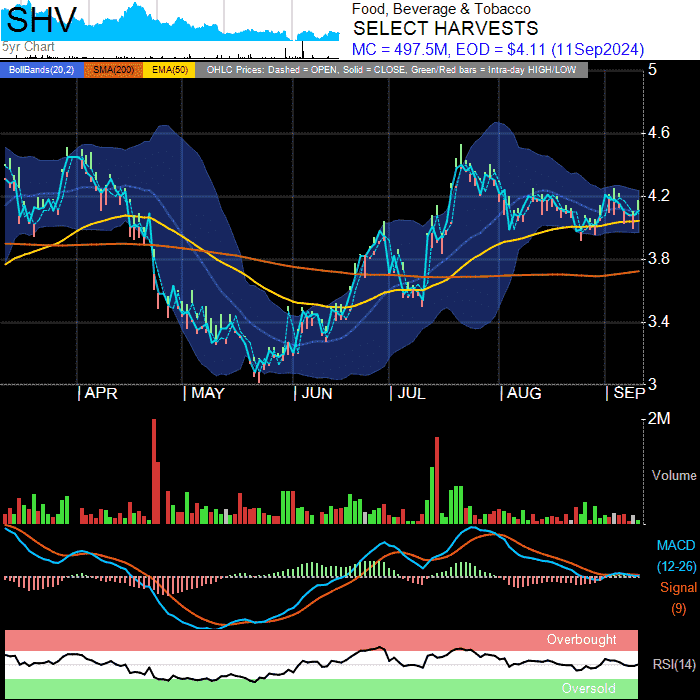 SHV
5yr Chart
Food, Beverage & Tobacco
SELECT HARVESTS
MC = 497.5M, EOD = $4.11 (11Sep2024)
BollBands(20,2) SMA(200) EMA(50) OHLC Prices: Dashed = OPEN, Solid = CLOSE, Green/Red bars = Intra-day HIGH/LOW
5
4.6
4.2
3.8
3.4
3
APR MAY JUN JUL AUG SEP
2M
Volume
MACD
(12-26)
Signal
(9)
Overbought
RSI(14)
Oversold